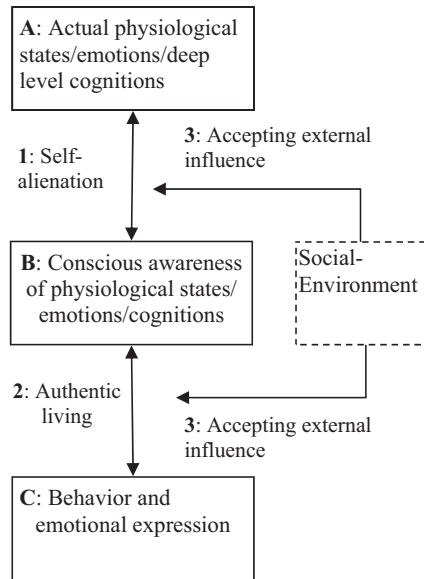 A: Actual physiological
states/emotions/deep
level cognitions
3: Accepting external
influence
1: Self-
alienation
B: Conscious awareness
of physiological states/
emotions/cognitions
Social-
Environment
2: Authentic
living
3: Accepting external
influence
C: Behavior and
emotional expression